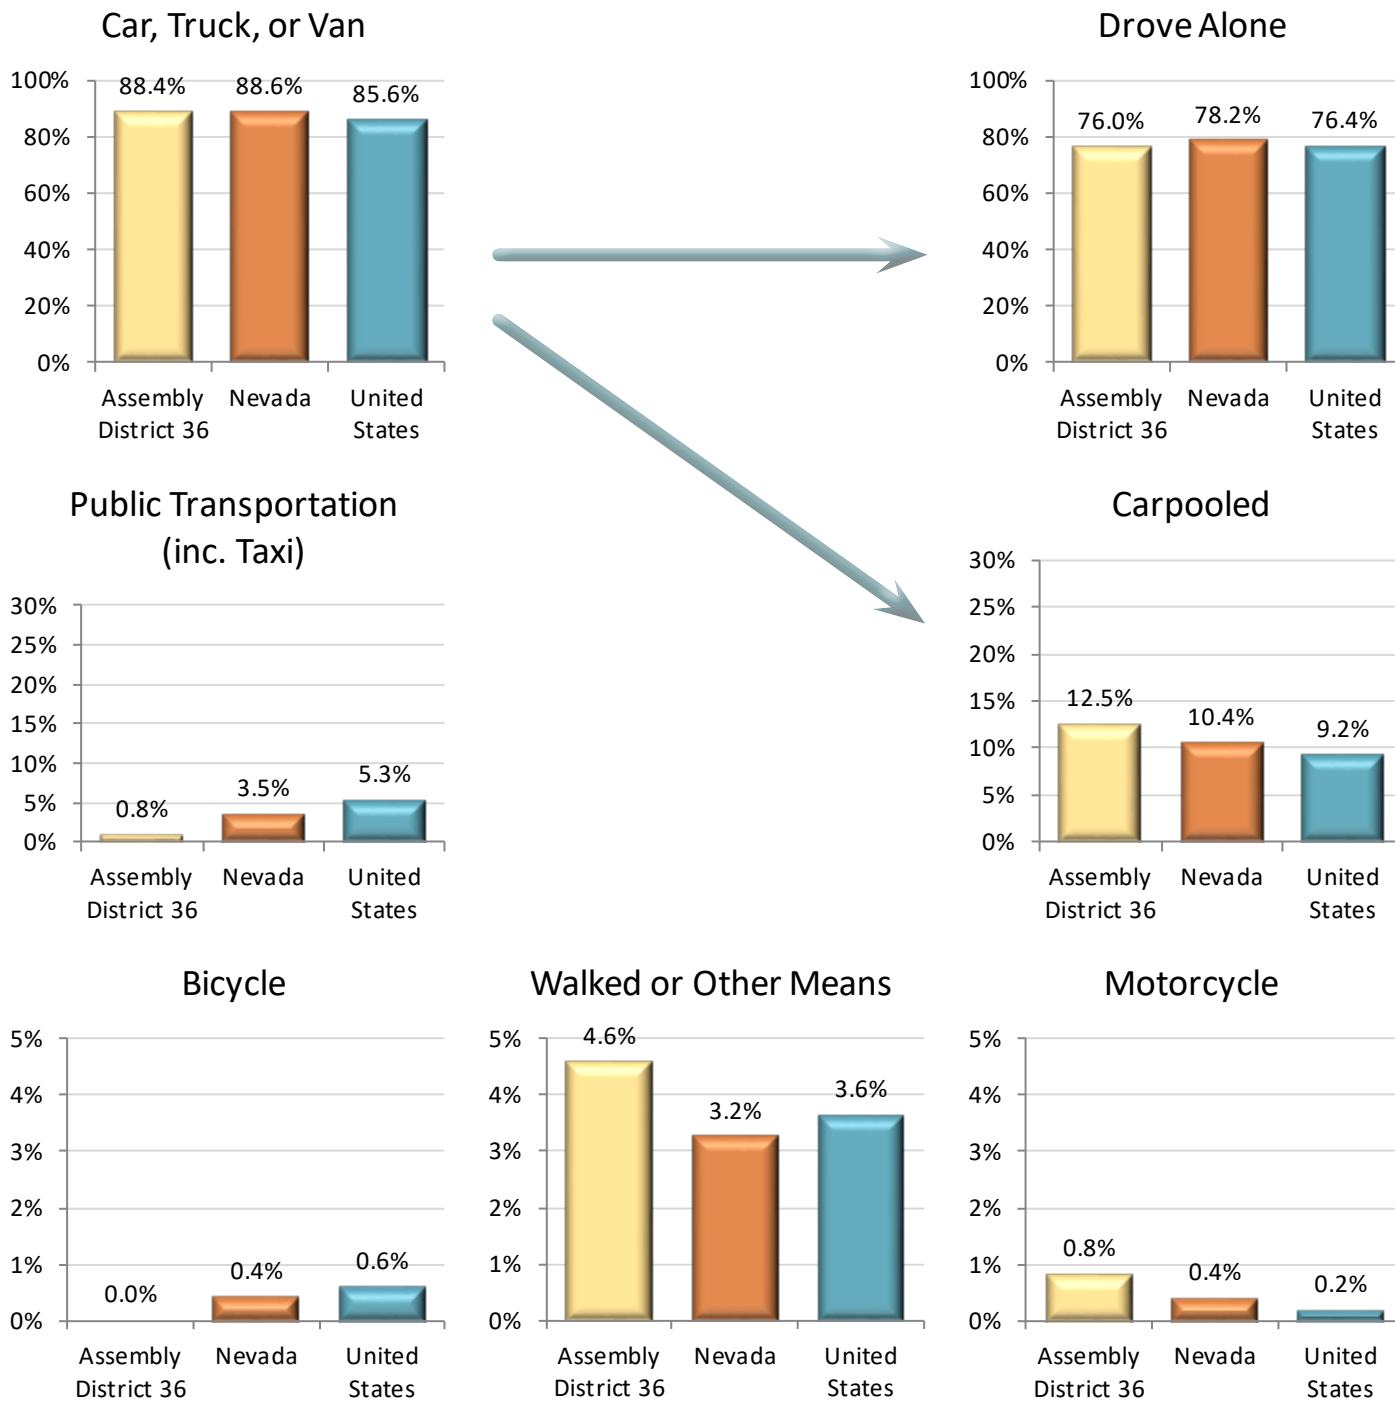 Car, Truck, or Van
100%
80%
60%
40%
20%
0%
88.4%
88.6%
85.6%
Assembly
District 36
Nevada
United
States
Drove Alone
100%
80%
60%
40%
20%
0%
76.0%
78.2%
76.4%
Assembly
District 36
Nevada
United
States
Public Transportation
(inc. Taxi)
30%
25%
20%
15%
10%
5%
0%
0.8%
3.5%
5.3%
Assembly
District 36
Nevada
United
States
Carpooled
30%
25%
20%
15%
10%
5%
0%
12.5%
10.4%
9.2%
Assembly
District 36
Nevada
United
States
Bicycle
5%
4%
3%
2%
1%
0%
0.0%
0.4%
0.6%
Assembly
District 36
Nevada
United
States
Walked or Other Means
5%
4%
3%
2%
1%
0%
4.6%
3.2%
3.6%
Assembly
District 36
Nevada
United
States
Motorcycle
5%
4%
3%
2%
1%
0%
0.8%
0.4%
0.2%
Assembly
District 36
Nevada
United
States